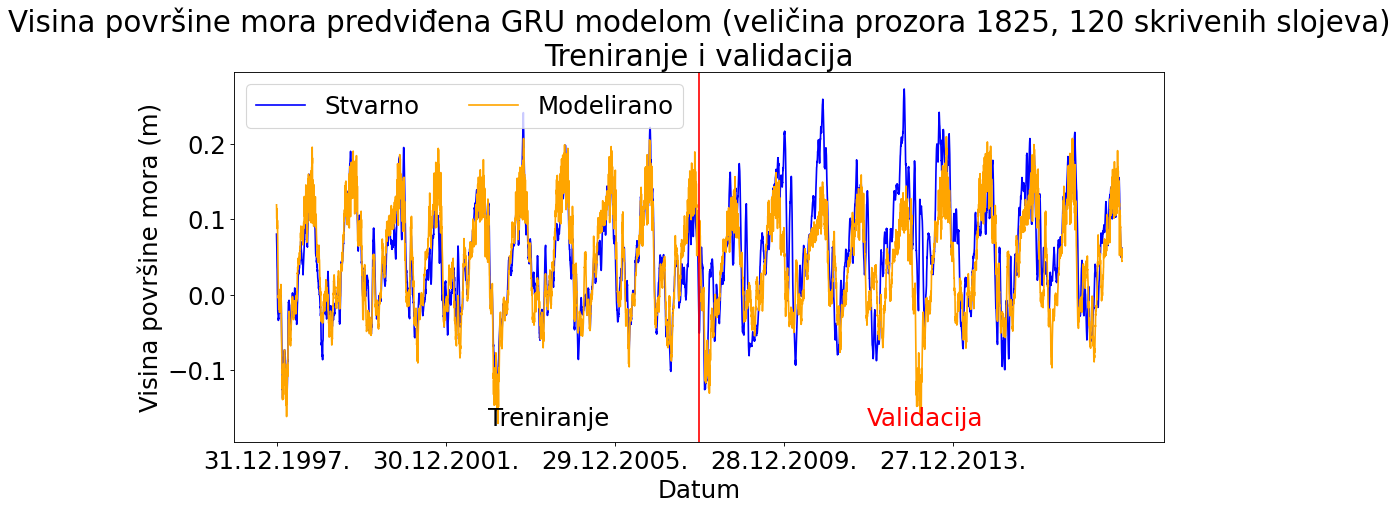 Visina površine mora predviđena GRU modelom (veličina prozora 1825, 120 skrivenih slojeva)
Treniranje i validacija
Stvarno
Modelirano
Visina površine mora (m)
0.2
0.1
0.0
−0.1
Treniranje
Validacija
31.12.1997.
30.12.2001.
29.12.2005.
28.12.2009.
27.12.2013.
Datum